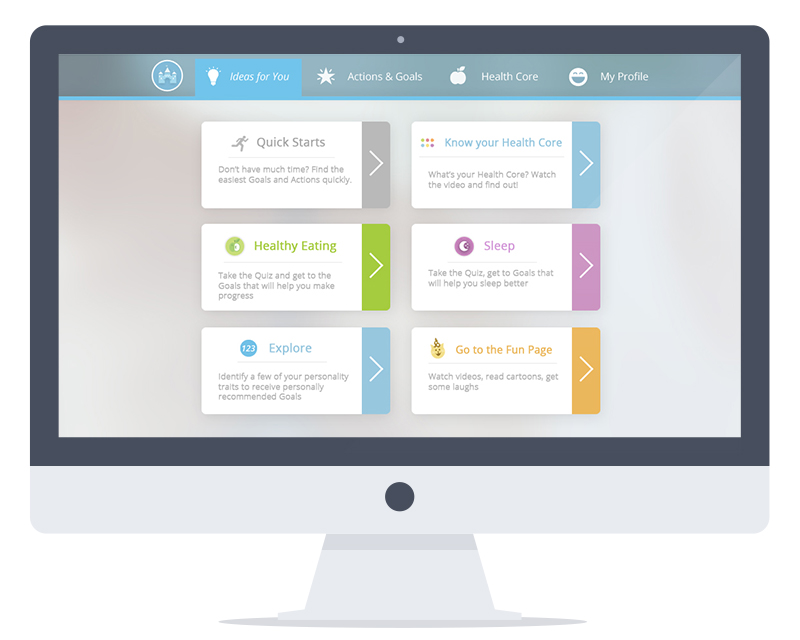 Ideas for You
Actions & Goals
Health Core
My Profile
Quick Starts
Don't have much time? Find the
easiest Goals and Actions quickly.
Know your Health Core
What's your Health Core? Watch
the video and find out!
Healthy Eating
Take the Quiz and get to the
Goals that will help you make
progress
Sleep
Take the Quiz, get to Goals that
will help you sleep better
123
Explore
Identify a few of your personality
traits to receive personally
recommended Goals
Go to the Fun Page
Watch videos, read cartoons, get
some laughs